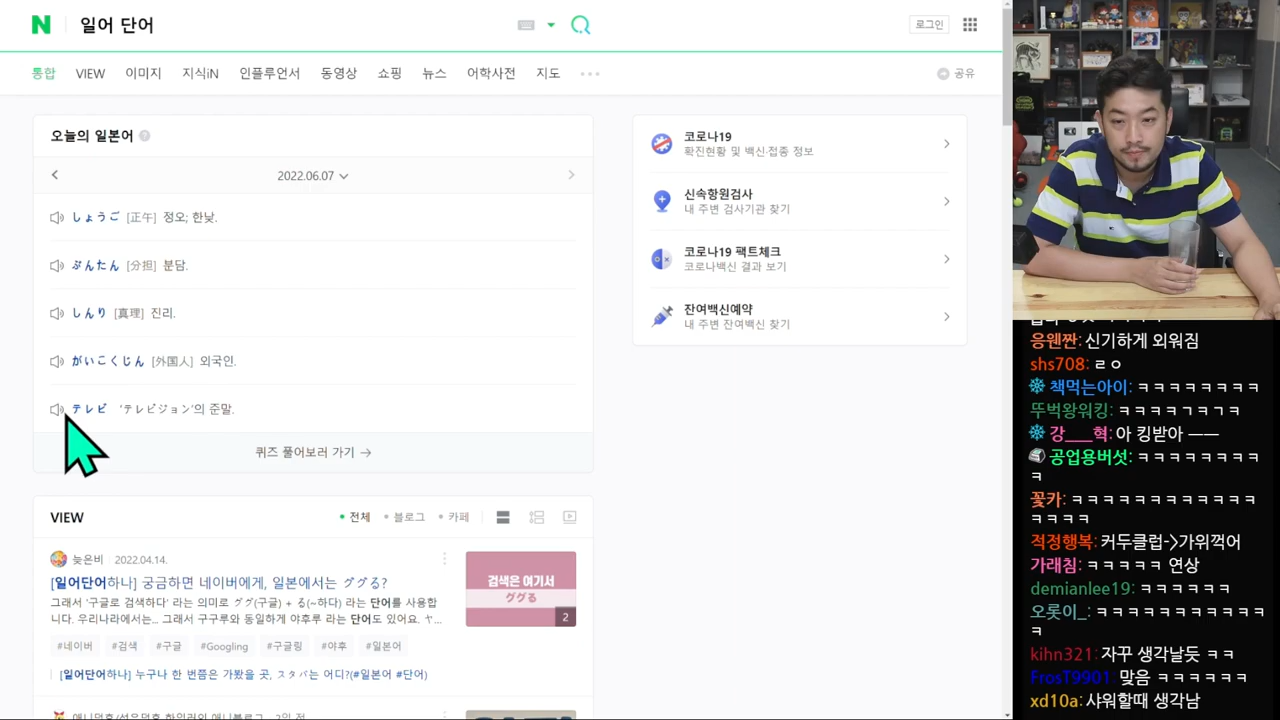 N
일어 단어
로그인
통합 VIEW 이미지 지식iN 인플루언서 동영상 쇼핑 뉴스 어학사전 지도
공유
오늘의 일본어 ?
2022.06.07
しょうご [正午] 정오; 한낮.
ぶんたん [分担] 분담.
しんり [真理] 진리.
がいこくじん [外国人] 외국인.
テレビ ‘テレビジョン’의 준말.
퀴즈 풀어보러 가기 →
코로나19
확진현황 및 백신·접종 정보
신속항원검사
내 주변 검사기관 찾기
코로나19 팩트체크
코로나백신 결과 보기
잔여백신예약
내 주변 잔여백신 찾기
VIEW
전체 블로그 카페
늦은비 2022.04.14.
[일어단어하나] 궁금하면 네이버에게, 일본에서는 ググる?
그래서 '구글로 검색하다' 라는 의미로 ググ(구글) + る(~하다) 라는 단어를 사용합
니다. 우리나라에서는... 그래서 구구루와 동일하게 야후루 라는 단어도 있어요. ヤ...
#네이버 #검색 #구글 #Googling #구글링 #야후 #일본어
[일어단어하나] 누구나 한 번쯤은 가봤을 곳, スタバ는 어디?(#일본어 #단어)
검색은 여기서
ググる
2
응웬짠: 신기하게 외워짐
shs708: ㄹㅇ
책먹는아이: ㅋㅋㅋㅋㅋㅋㅋㅋ
뚜벅왕워킹: ㅋㅋㅋㅋㄱㅋㄱㅋ
강___혁: 아 킹받아 ㅡㅡ
공업용버섯: ㅋㅋㅋㅋㅋㅋㅋㅋ
ㅋ
꽃카: ㅋㅋㅋㅋㅋㅋㅋㅋㅋㅋㅋㅋ
ㅋㅋㅋㅋ
적정행복: 커두클럽->가위꺽어
가래침: ㅋㅋㅋㅋㅋ 연상
demianlee19: ㅋㅋㅋㅋㅋㅋ
오롯이_: ㅋㅋㅋㅋㅋㅋㅋㅋㅋㅋㅋ
ㅋ
kihn321: 자꾸 생각날듯 ㅋㅋ
FrosT9901: 맞음 ㅋㅋㅋㅋㅋㅋ
xd10a: 샤워할때 생각남